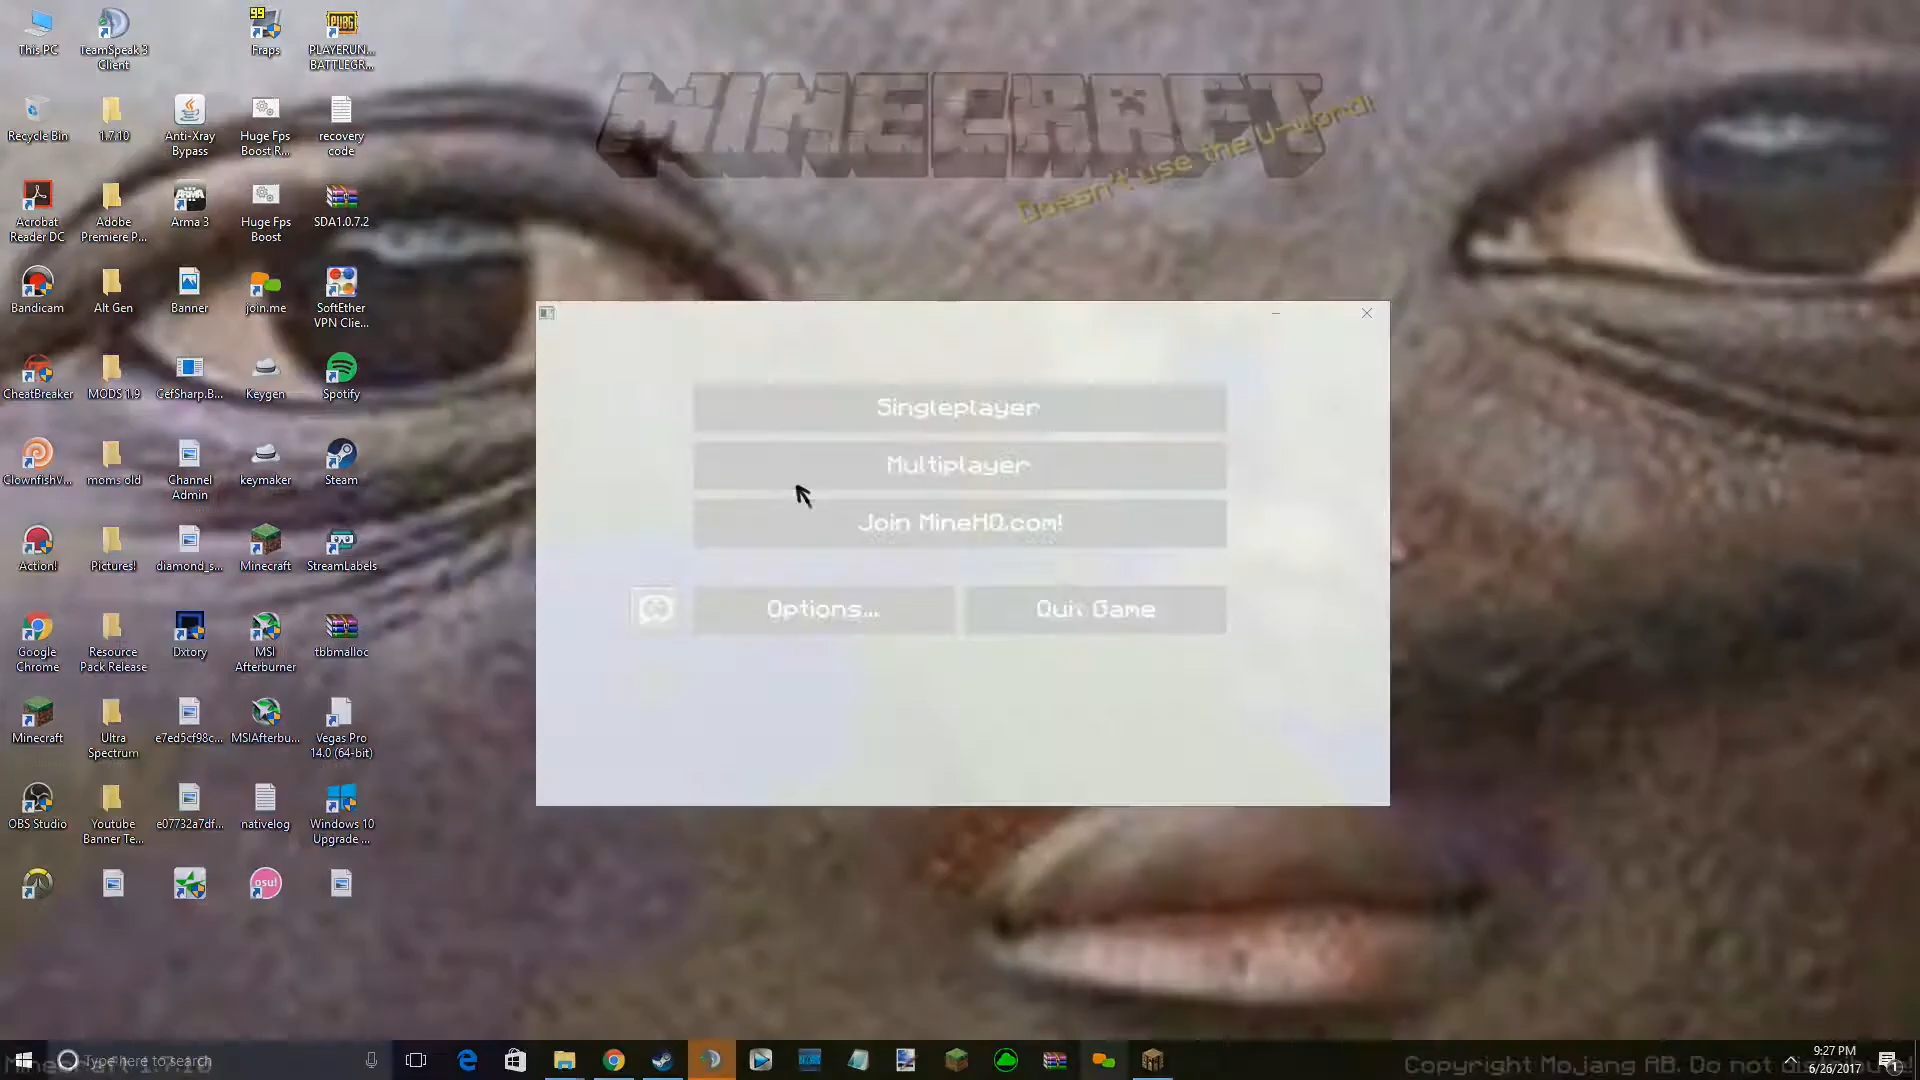 This PC
TeamSpeak 3
Client
Fraps
PLAYERUN...
BATTLEGR...
MINECRAFT
Doesn't use the U-word!
Recycle Bin
1.7.10
Anti-Xray
Bypass
Huge Fps
Boost R...
recovery
code
Acrobat
Reader DC
Adobe
Premiere P...
Arma 3
Huge Fps
Boost
SDA1.0.7.2
Bandicam
Alt Gen
Banner
join.me
SoftEther
VPN Clie...
CheatBreaker
MODS 1.9
CefSharp.B...
Keygen
Spotify
ClownfishV...
moms old
Channel
Admin
keymaker
Steam
Action!
Pictures!
diamond_s...
Minecraft
StreamLabels
Google
Chrome
Resource
Pack Release
Dxtory
MSI
Afterburner
tbbmalloc
Minecraft
Ultra
Spectrum
e7ed5cf98c...
MSIAfterbu...
Vegas Pro
14.0 (64-bit)
OBS Studio
Youtube
Banner Te...
e07732a7df...
nativelog
Windows 10
Upgrade ...
osu!
Singleplayer
Multiplayer
Join MineHQ.com!
Options...
Quit Game
Type here to search
Minecraft 1.7.10
Copyright Mojang AB. Do not distribute!
9:27 PM
6/26/2017